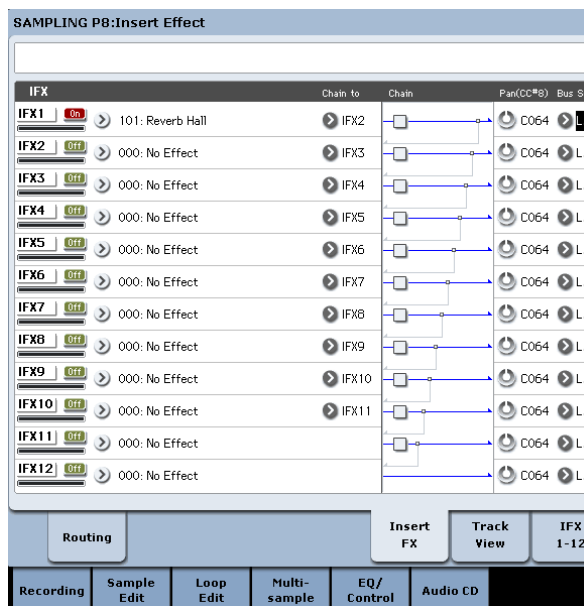 SAMPLING P8:Insert Effect
IFX Chain to Chain Pan(CC#8) Bus S
IFX1 On 101: Reverb Hall IFX2 C064 L
IFX2 Off 000: No Effect IFX3 C064 L
IFX3 Off 000: No Effect IFX4 C064 L
IFX4 Off 000: No Effect IFX5 C064 L
IFX5 Off 000: No Effect IFX6 C064 L
IFX6 Off 000: No Effect IFX7 C064 L
IFX7 Off 000: No Effect IFX8 C064 L
IFX8 Off 000: No Effect IFX9 C064 L
IFX9 Off 000: No Effect IFX10 C064 L
IFX10 Off 000: No Effect IFX11 C064 L
IFX11 Off 000: No Effect C064 L
IFX12 Off 000: No Effect C064 L
Routing Insert FX Track View IFX 1-12
Recording Sample Edit Loop Edit Multi-sample EQ/Control Audio CD